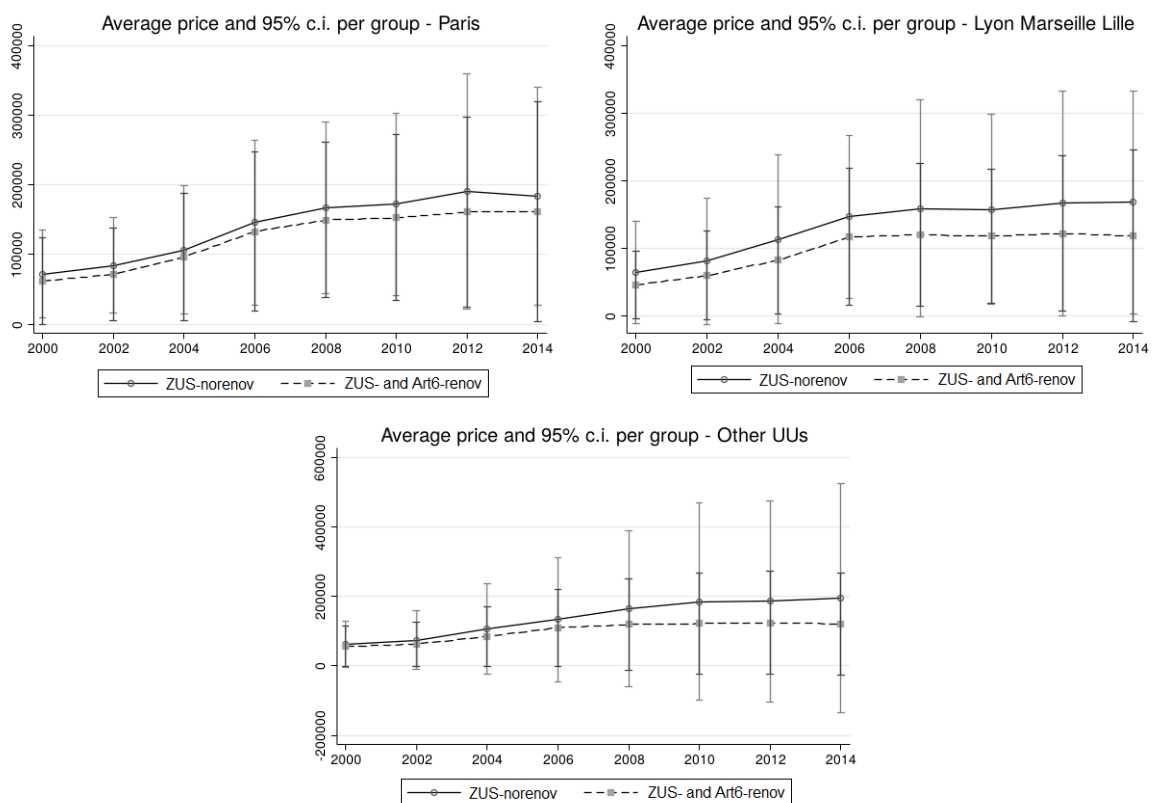 Average price and 95% c.i. per group - Paris
400000
300000
200000
100000
0
2000 2002 2004 2006 2008 2010 2012 2014
ZUS-norenov ZUS- and Art6-renov
Average price and 95% c.i. per group - Lyon Marseille Lille
400000
300000
200000
100000
0
2000 2002 2004 2006 2008 2010 2012 2014
ZUS-norenov ZUS- and Art6-renov
Average price and 95% c.i. per group - Other UUs
600000
400000
200000
0
-200000
2000 2002 2004 2006 2008 2010 2012 2014
ZUS-norenov ZUS- and Art6-renov